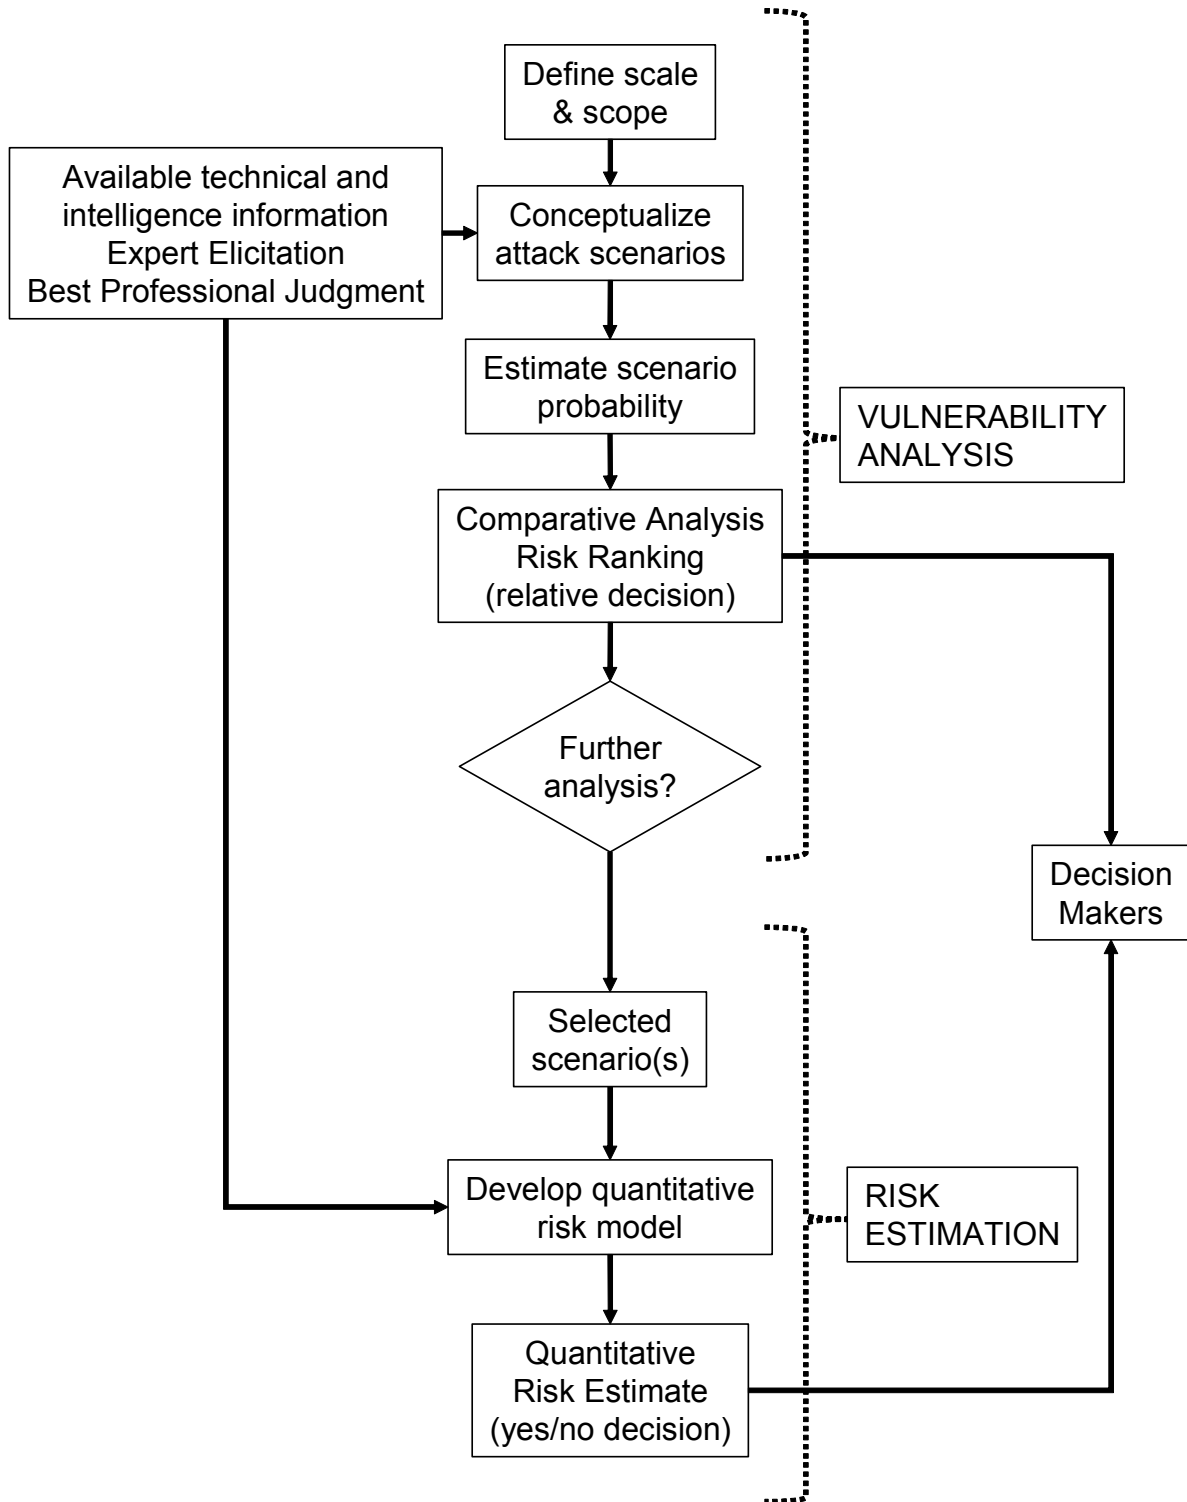 Define scale
& scope
Available technical and
intelligence information
Expert Elicitation
Best Professional Judgment
Conceptualize
attack scenarios
Estimate scenario
probability
VULNERABILITY
ANALYSIS
Comparative Analysis
Risk Ranking
(relative decision)
Further
analysis?
Decision
Makers
Selected
scenario(s)
Develop quantitative
risk model
RISK
ESTIMATION
Quantitative
Risk Estimate
(yes/no decision)